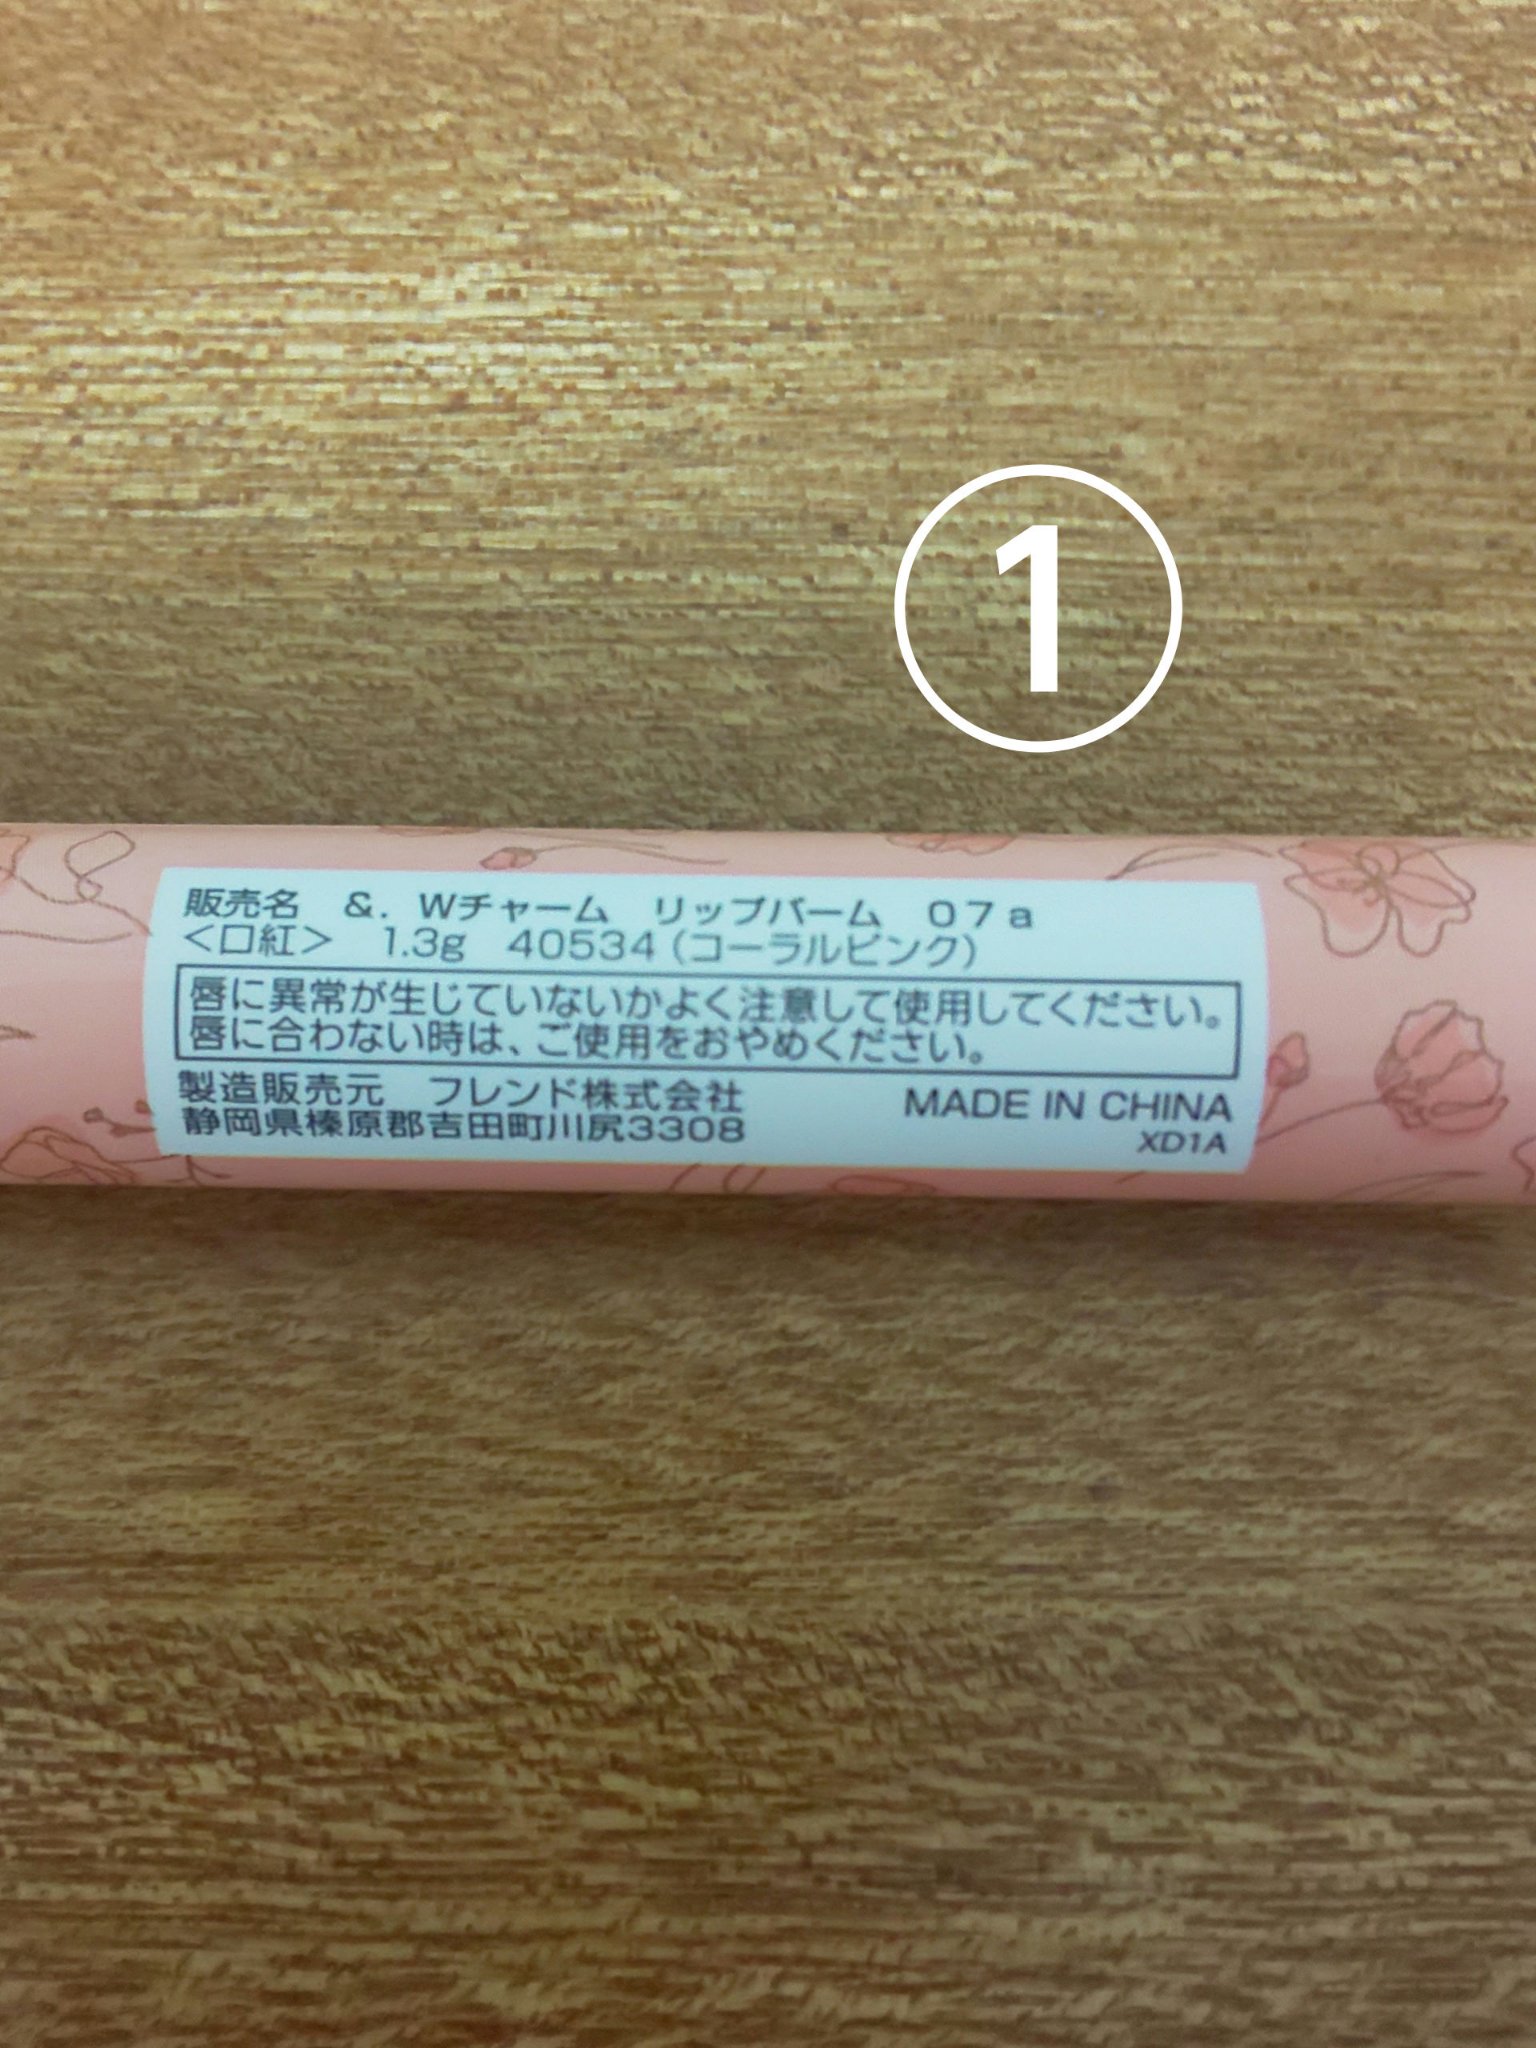 ①
販売名　&. Wチャーム　リップバーム　07a
<口紅>　1.3g　40534 (コーラルピンク)
唇に異常が生じていないかよく注意して使用してください。
唇に合わない時は、ご使用をおやめください。
製造販売元　フレンド株式会社
静岡県榛原郡吉田町川尻3308
MADE IN CHINA
XD1A